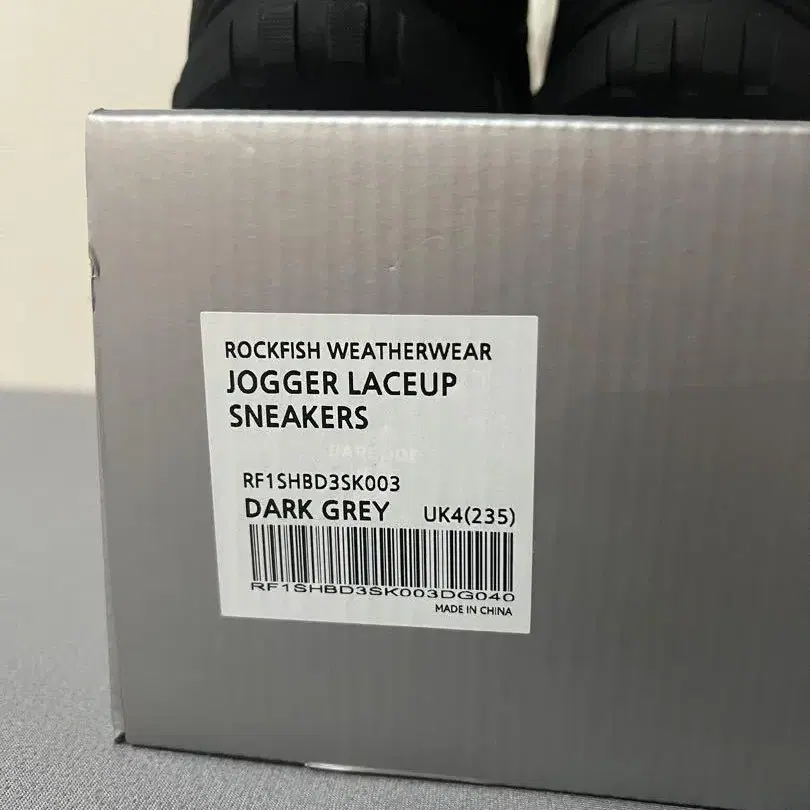 ROCKFISH WEATHERWEAR
JOGGER LACEUP
SNEAKERS
RF1SHBD3SK003
DARK GREY UK4(235)
RF1SHBD3SK003DG040
MADE IN CHINA